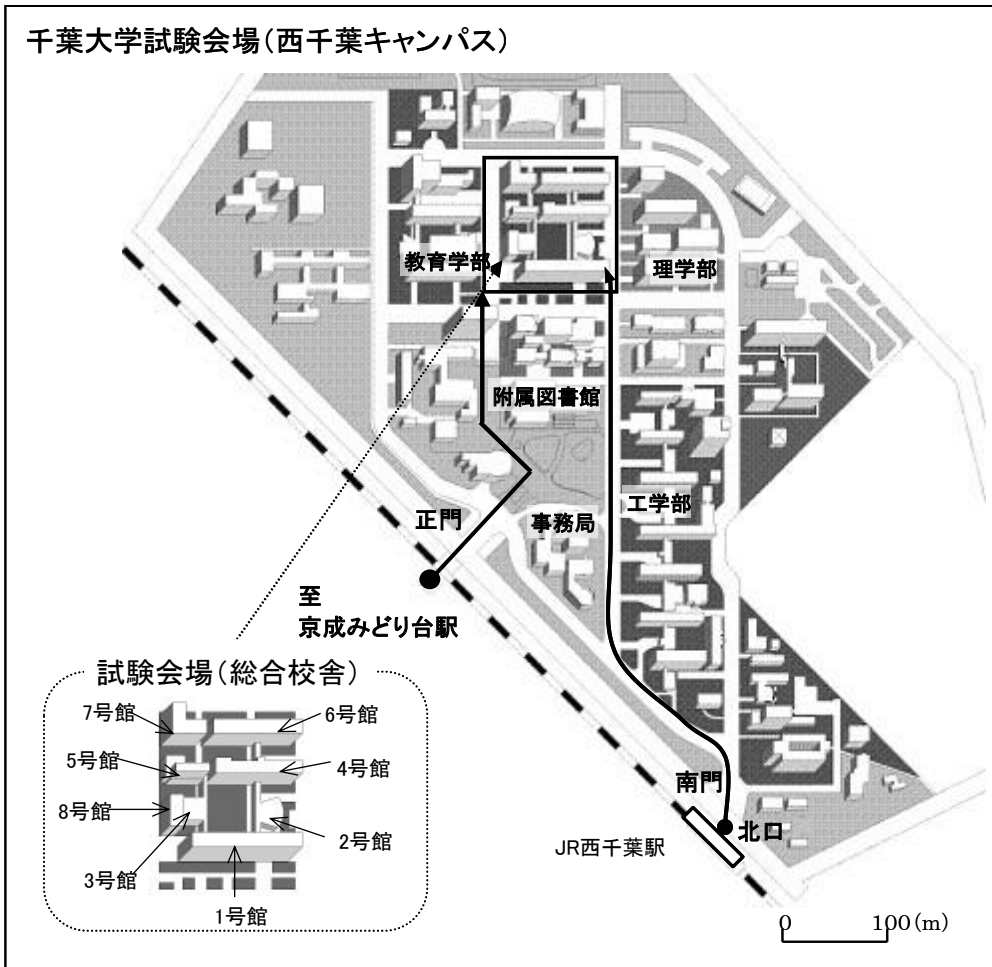 千葉大学試験会場(西千葉キャンパス)
教育学部
理学部
附属図書館
正門
事務局
工学部
至
京成みどり台駅
試験会場(総合校舎)
7号館
6号館
5号館
4号館
8号館
2号館
3号館
1号館
南門
北口
JR西千葉駅
0
100(m)